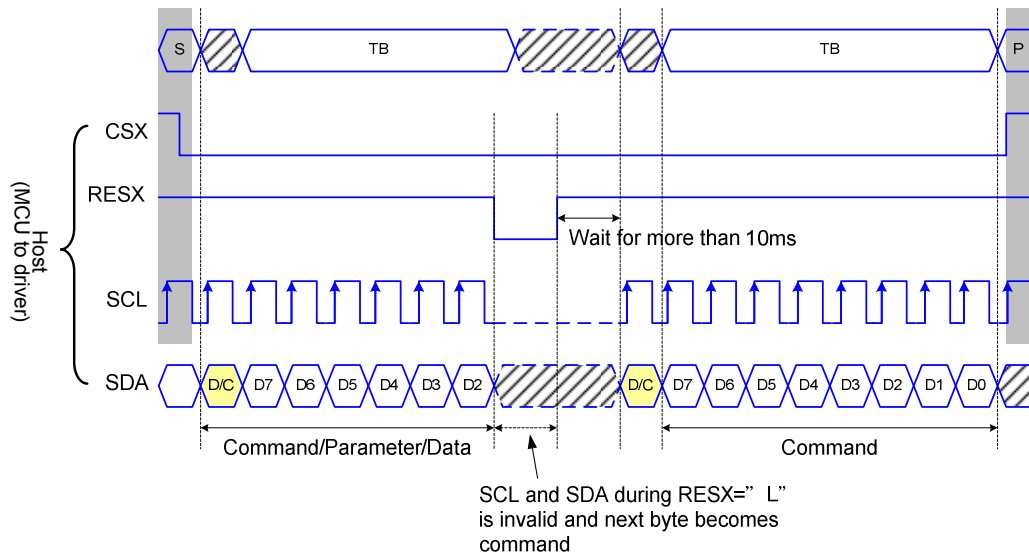 S TB TB P
CSX
RESX
Wait for more than 10ms
Host
(MCU to driver)
SCL
SDA D/C D7 D6 D5 D4 D3 D2 D/C D7 D6 D5 D4 D3 D2 D1 D0
Command/Parameter/Data Command
SCL and SDA during RESX=” L”
is invalid and next byte becomes
command